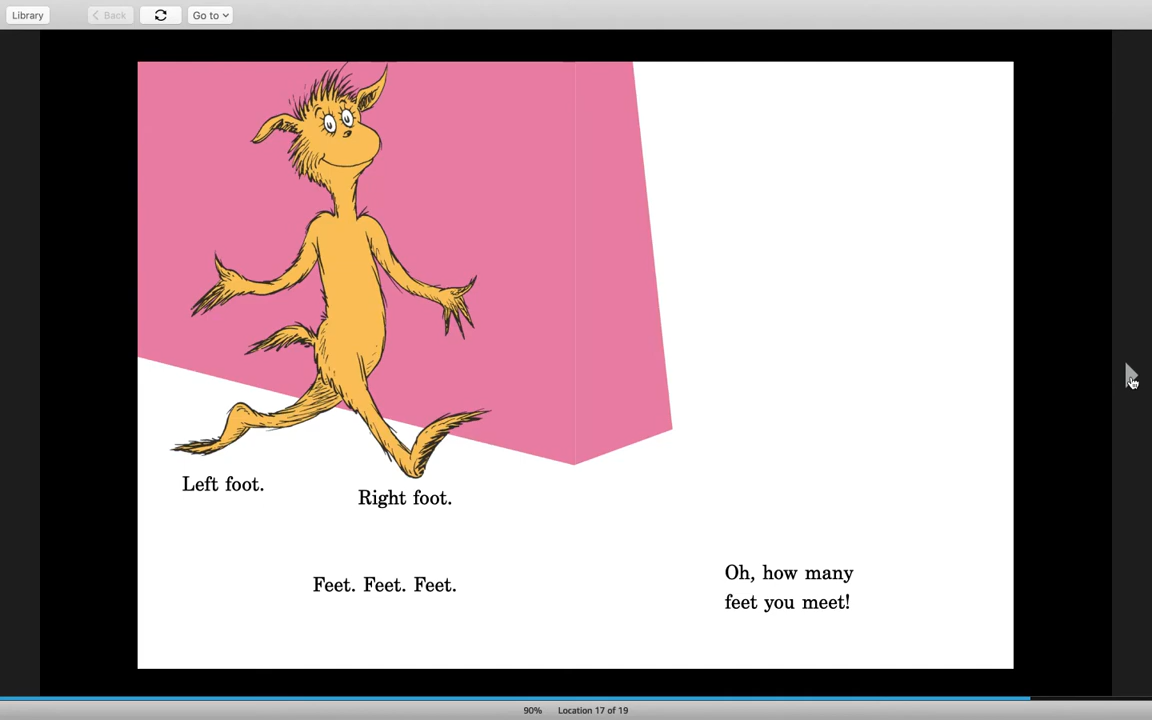 Library
Back
Go to
Left foot.
Right foot.
Feet. Feet. Feet.
Oh, how many
feet you meet!
90% Location 17 of 19